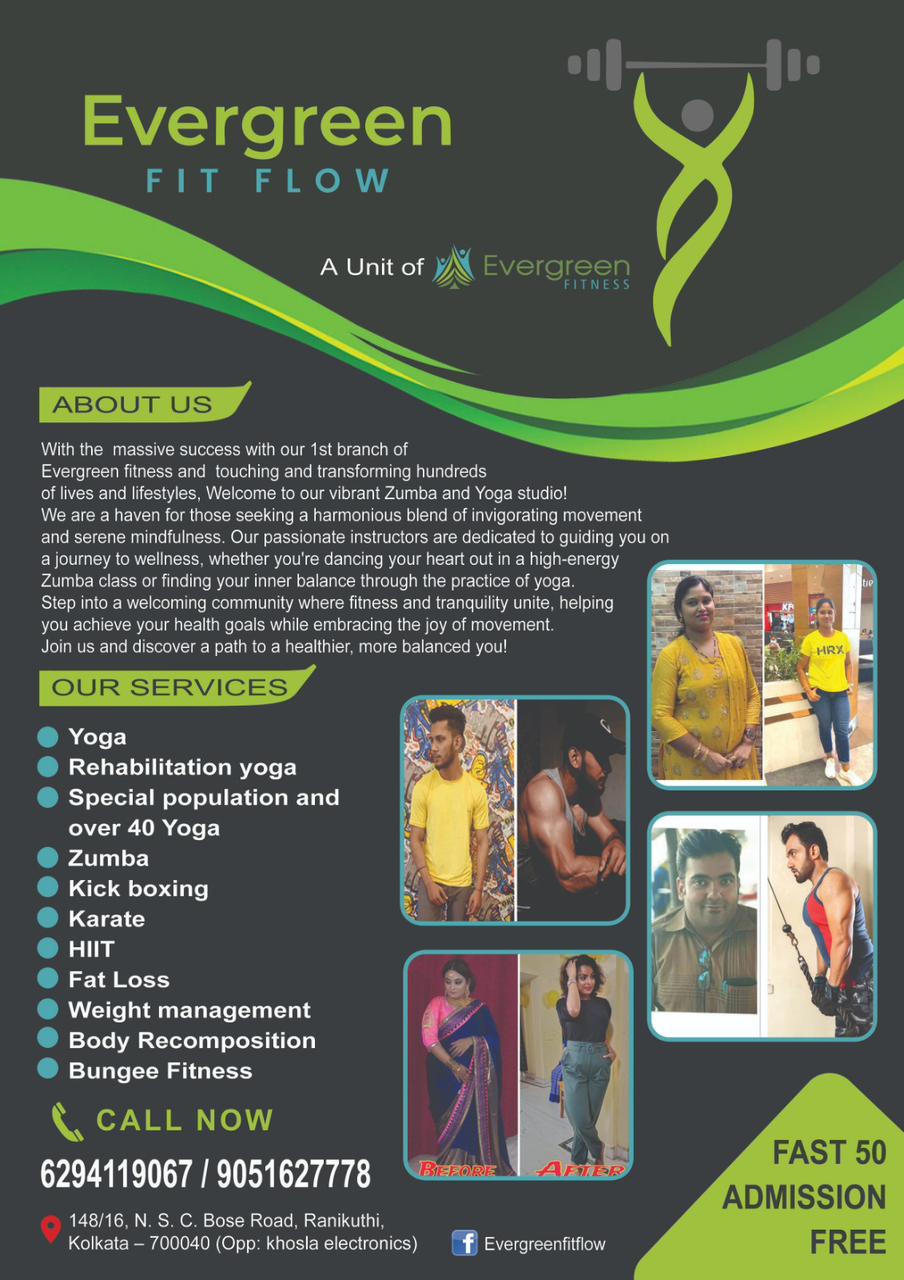 Evergreen
FIT FLOW
A Unit of Evergreen
FITNESS
ABOUT US
With the massive success with our 1st branch of
Evergreen fitness and touching and transforming hundreds
of lives and lifestyles, Welcome to our vibrant Zumba and Yoga studio!
We are a haven for those seeking a harmonious blend of invigorating movement
and serene mindfulness. Our passionate instructors are dedicated to guiding you on
a journey to wellness, whether you're dancing your heart out in a high-energy
Zumba class or finding your inner balance through the practice of yoga.
Step into a welcoming community where fitness and tranquility unite, helping
you achieve your health goals while embracing the joy of movement.
Join us and discover a path to a healthier, more balanced you!
HRX
OUR SERVICES
Yoga
Rehabilitation yoga
Special population and
over 40 Yoga
Zumba
Kick boxing
Karate
HIIT
Fat Loss
Weight management
Body Recomposition
Bungee Fitness
BEFORE AFTER
CALL NOW
6294119067 / 9051627778
148/16, N. S. C. Bose Road, Ranikuthi,
Kolkata – 700040 (Opp: khosla electronics)
Evergreenfitflow
FAST 50
ADMISSION
FREE